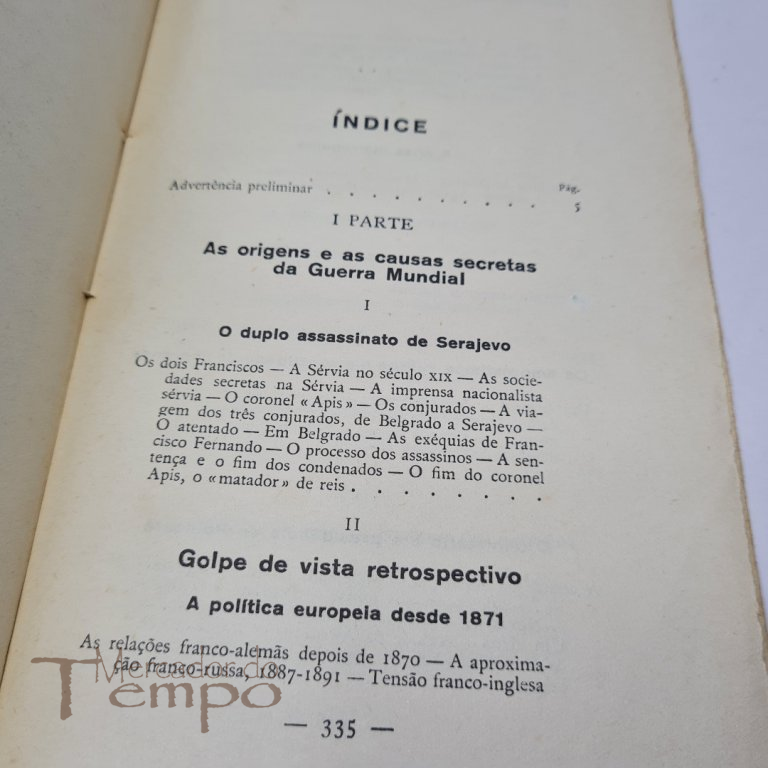 ÍNDICE
Pág.
Advertência preliminar . . . . . . . . . . 5
I PARTE
As origens e as causas secretas
da Guerra Mundial
I
O duplo assassinato de Serajevo
Os dois Franciscos — A Sérvia no século XIX — As socie-
dades secretas na Sérvia — A imprensa nacionalista
sérvia — O coronel «Apis» — Os conjurados — A via-
gem dos três conjurados, de Belgrado a Serajevo —
O atentado — Em Belgrado — As exéquias de Fran-
cisco Fernando — O processo dos assassinos — A sen-
tença e o fim dos condenados — O fim do coronel
Apis, o «matador» de reis . . . . . . . .
II
Golpe de vista retrospectivo
A política europeia desde 1871
As relações franco-alemãs depois de 1870 — A aproxima-
ção franco-russa, 1887-1891 — Tensão franco-inglesa
Mercador do
Tempo
— 335 —